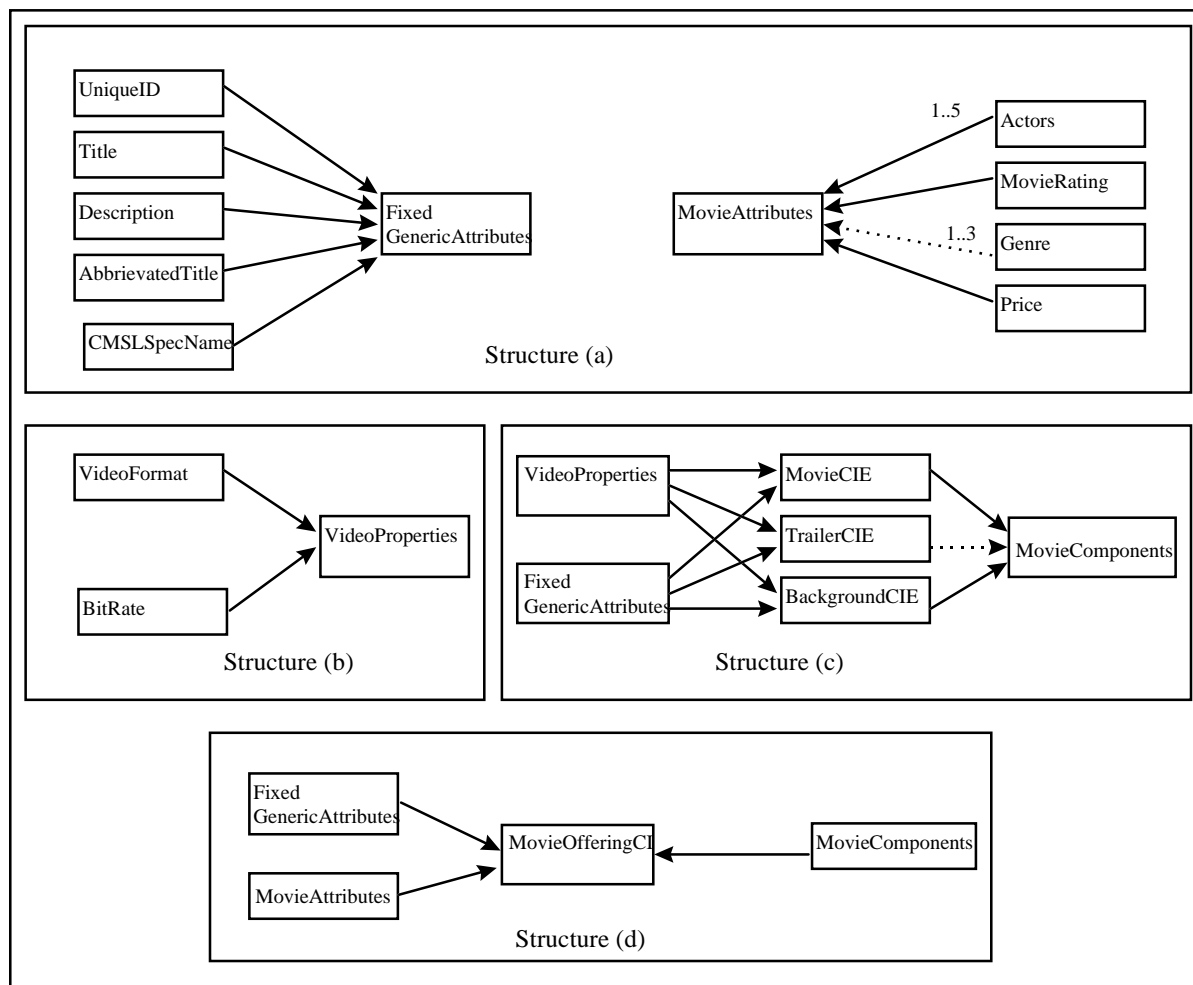 UniqueID
Title
Description
AbbrievatedTitle
CMSLSpecName
Fixed
GenericAttributes
MovieAttributes
1..5
Actors
MovieRating
1..3
Genre
Price
Structure (a)
VideoFormat
BitRate
VideoProperties
Structure (b)
VideoProperties
Fixed
GenericAttributes
MovieCIE
TrailerCIE
BackgroundCIE
MovieComponents
Structure (c)
Fixed
GenericAttributes
MovieAttributes
MovieOfferingCI
MovieComponents
Structure (d)